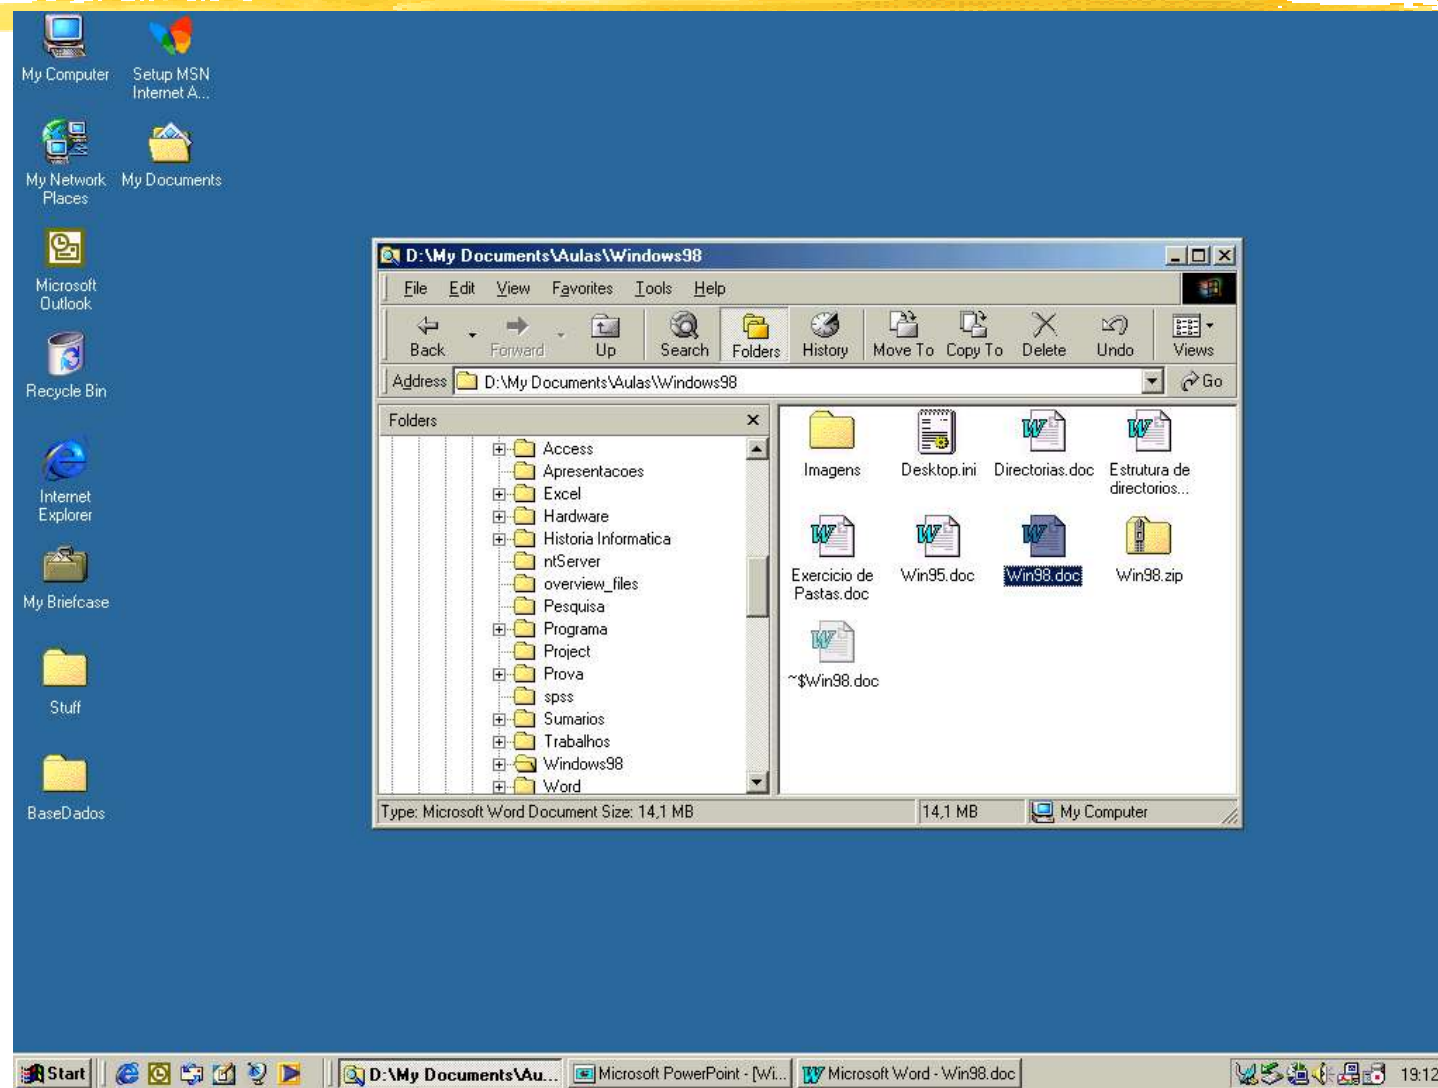 My Computer
Setup MSN
Internet A...
My Network
Places
My Documents
Microsoft
Outlook
Recycle Bin
Internet
Explorer
My Briefcase
Stuff
BaseDados
D:\My Documents\Aulas\Windows98
File Edit View Favorites Tools Help
Back Forward Up Search Folders History Move To Copy To Delete Undo Views
Address D:\My Documents\Aulas\Windows98 Go
Folders
Access
Apresentacoes
Excel
Hardware
Historia Informatica
ntServer
overview_files
Pesquisa
Programa
Project
Prova
spss
Sumarios
Trabalhos
Windows98
Word
Imagens
Desktop.ini
Directorias.doc
Estrutura de
directorios...
Exercicio de
Pastas.doc
Win95.doc
Win98.doc
Win98.zip
~$Win98.doc
Type: Microsoft Word Document Size: 14,1 MB
14,1 MB
My Computer
Start
D:\My Documents\Au...
Microsoft PowerPoint - [Wi...
Microsoft Word - Win98.doc
19:12